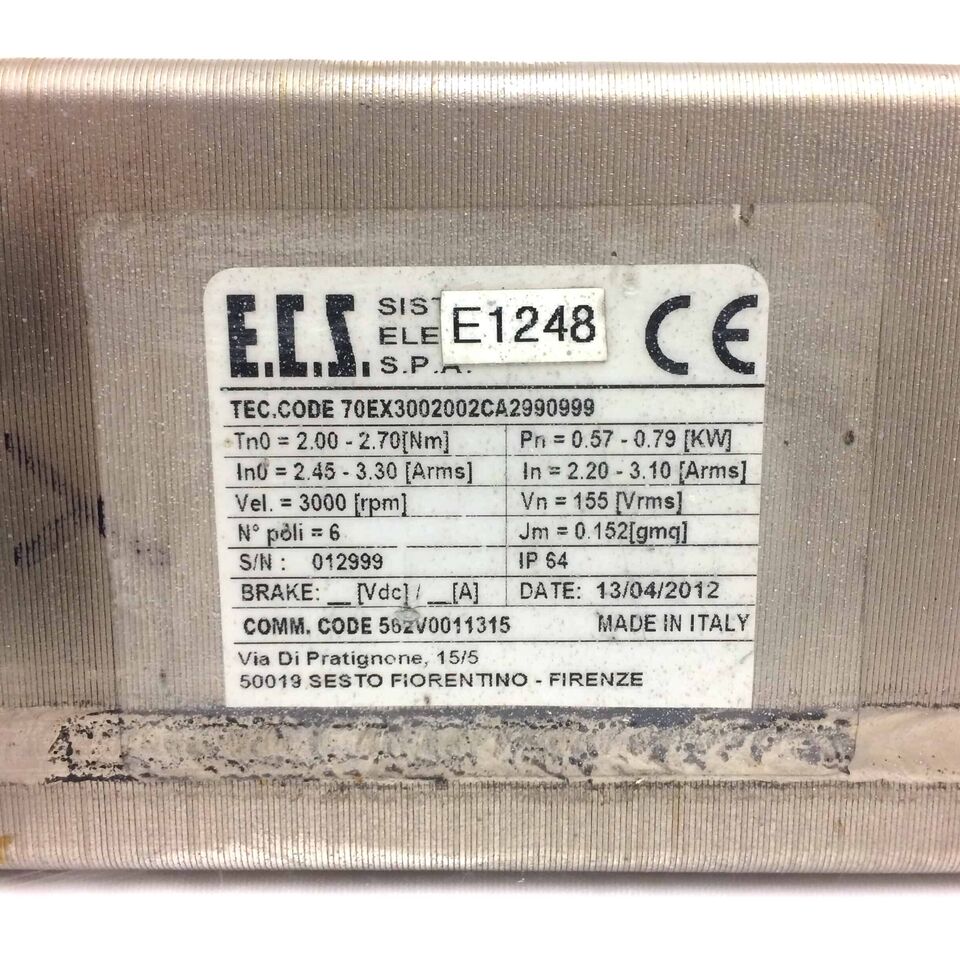 E.C.S.
E1248
S.P.A.
CE
TEC.CODE 70EX3002002CA2990999
Tn0 = 2.00 - 2.70[Nm] Pn = 0.57 - 0.79 [KW]
In0 = 2.45 - 3.30 [Arms] In = 2.20 - 3.10 [Arms]
Vel. = 3000 [rpm] Vn = 155 [Vrms]
N° poli = 6 Jm = 0.152[gmq]
S/N : 012999 IP 64
BRAKE: __ [Vdc] / __[A] DATE: 13/04/2012
COMM. CODE 562V0011315 MADE IN ITALY
Via Di Pratignone, 15/5
50019 SESTO FIORENTINO - FIRENZE